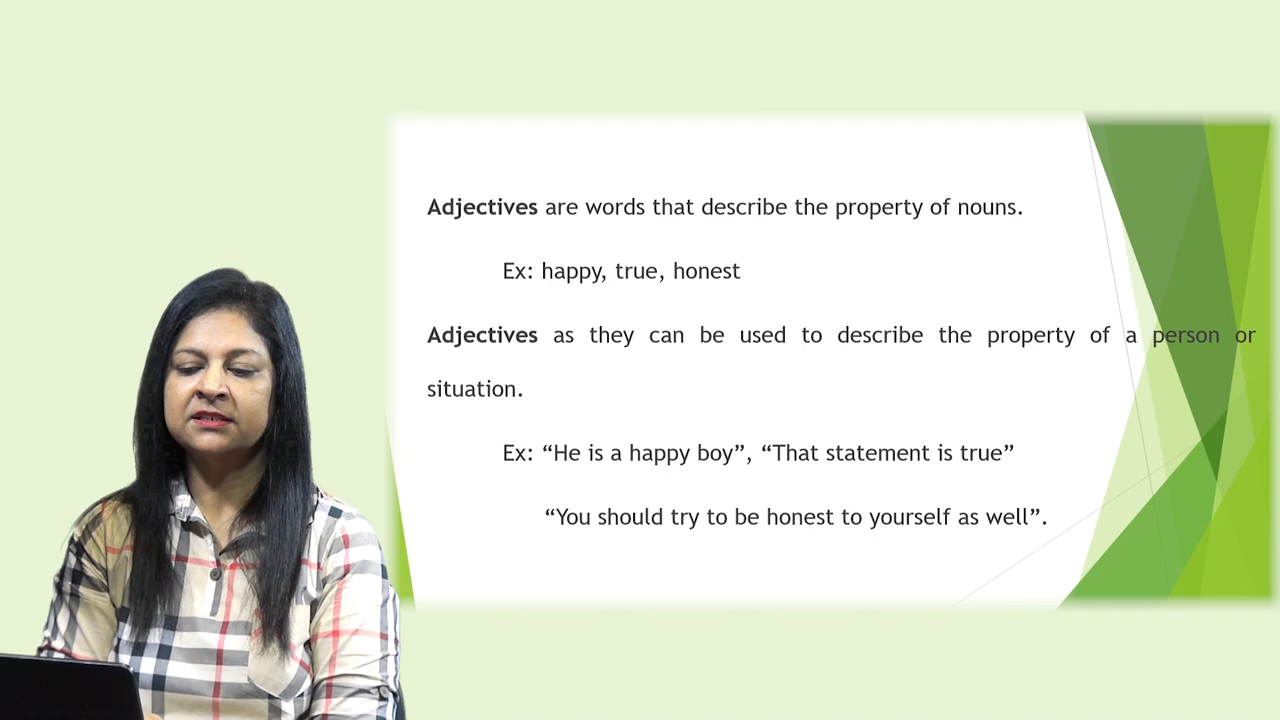 Adjectives are words that describe the property of nouns.
Ex: happy, true, honest
Adjectives as they can be used to describe the property of a person or
situation.
Ex: “He is a happy boy”, “That statement is true”
“You should try to be honest to yourself as well”.